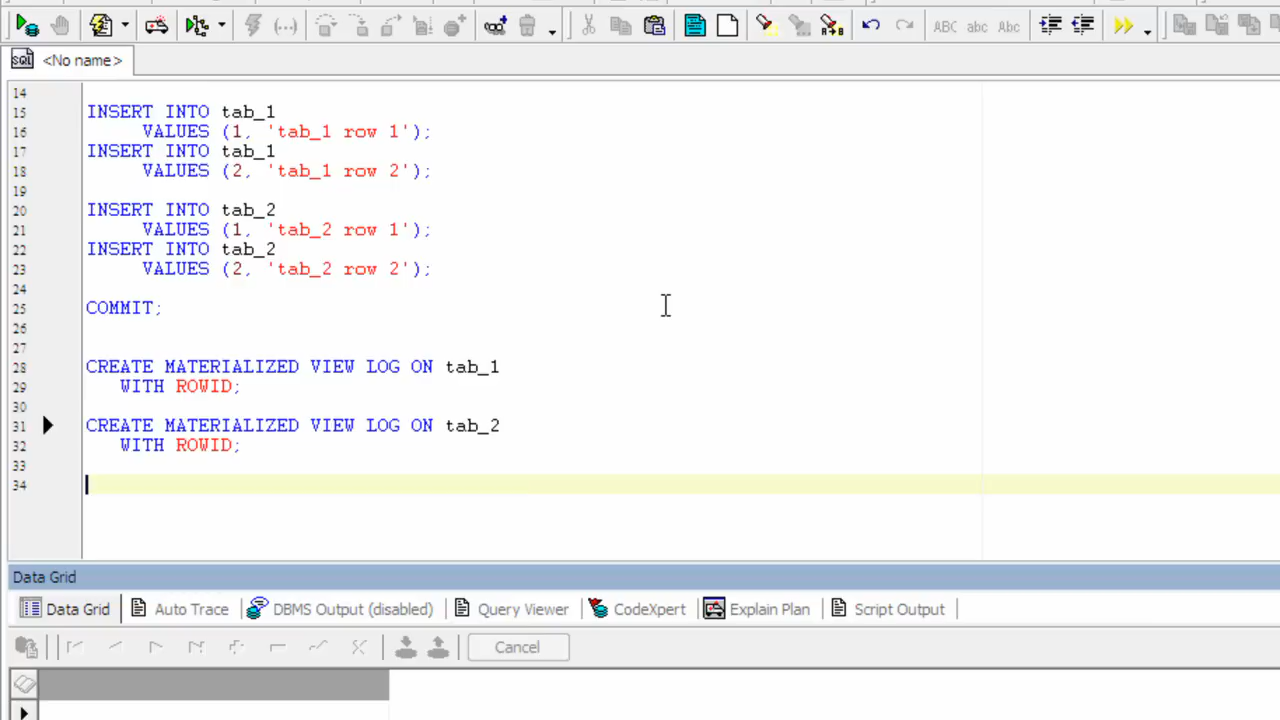 ABC abc Abc
SQL <No name>
14
15 INSERT INTO tab_1
16 VALUES (1, 'tab_1 row 1');
17 INSERT INTO tab_1
18 VALUES (2, 'tab_1 row 2');
19
20 INSERT INTO tab_2
21 VALUES (1, 'tab_2 row 1');
22 INSERT INTO tab_2
23 VALUES (2, 'tab_2 row 2');
24
25 COMMIT;
26
27
28 CREATE MATERIALIZED VIEW LOG ON tab_1
29 WITH ROWID;
30
31 CREATE MATERIALIZED VIEW LOG ON tab_2
32 WITH ROWID;
33
34
Data Grid
Data Grid Auto Trace DBMS Output (disabled) Query Viewer CodeXpert Explain Plan Script Output
Cancel